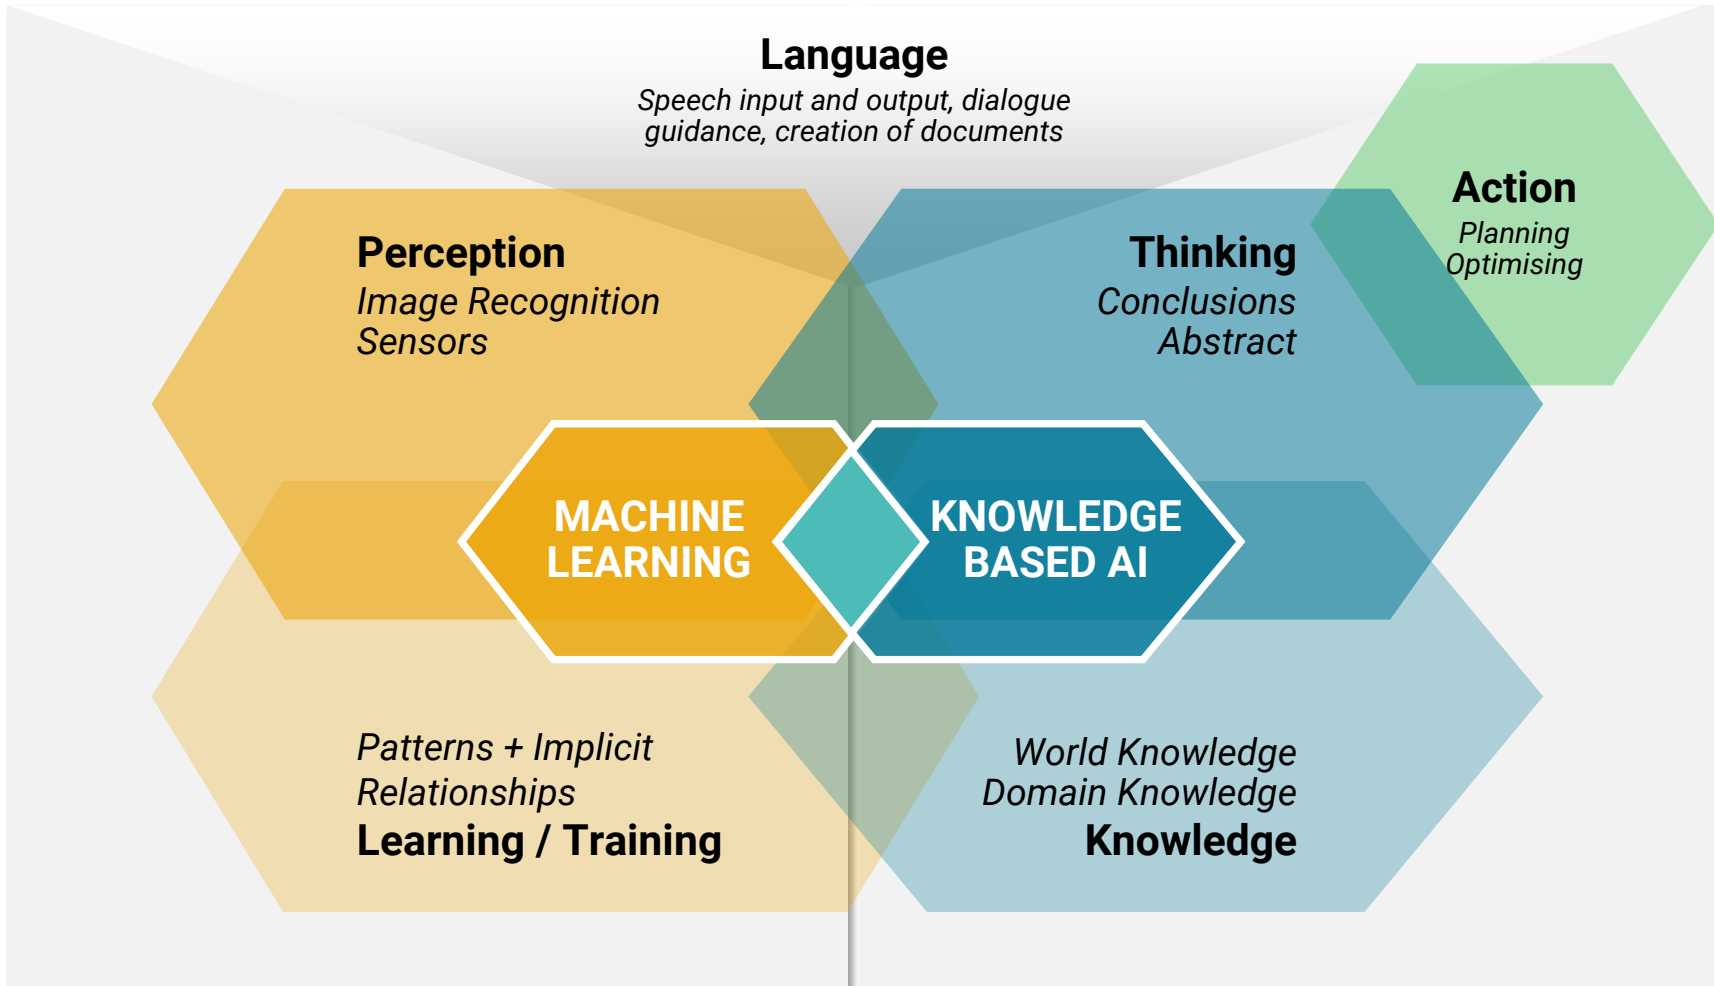 Language
Speech input and output, dialogue
guidance, creation of documents
Action
Planning
Optimising
Perception
Image Recognition
Sensors
Thinking
Conclusions
Abstract
MACHINE
LEARNING
KNOWLEDGE
BASED AI
Patterns + Implicit
Relationships
Learning / Training
World Knowledge
Domain Knowledge
Knowledge